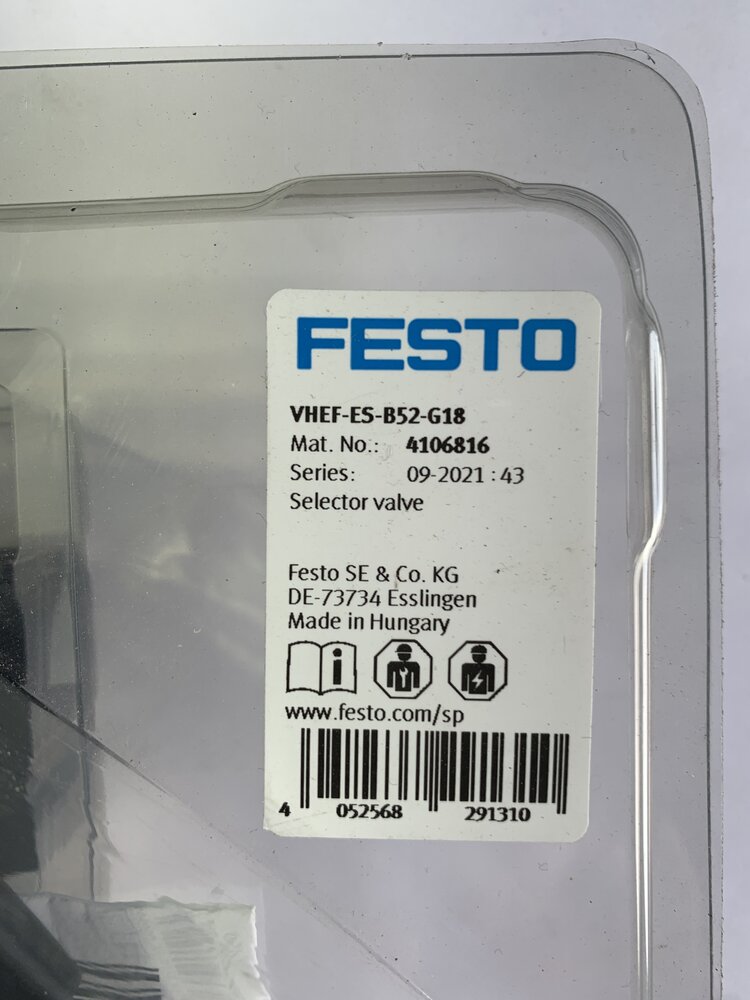 FESTO
VHEF-ES-B52-G18
Mat. No.: 4106816
Series: 09-2021 : 43
Selector valve
Festo SE & Co. KG
DE-73734 Esslingen
Made in Hungary
i
www.festo.com/sp
4 052568 291310